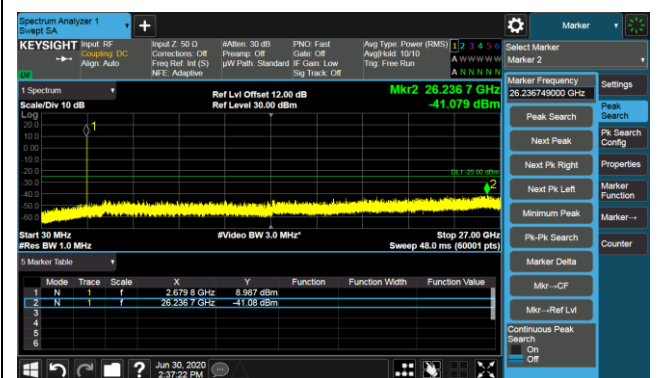 Spectrum Analyzer 1
Swept SA
+
Marker
KEYSIGHT
Input: RF
Coupling: DC
Align: Auto
Input Z: 50 Ω
Corrections: Off
Freq Ref: Int (S)
NFE: Adaptive
#Atten: 30 dB
Preamp: Off
µW Path: Standard
PNO: Fast
Gate: Off
IF Gain: Low
Sig Track: Off
Avg Type: Power (RMS)
Avg|Hold: 10/10
Trig: Free Run
1 2 3 4 5 6
A W W W W W
A N N N N N
Select Marker
Marker 2
1 Spectrum
Scale/Div 10 dB
Log
Ref Lvl Offset 12.00 dB
Ref Level 30.00 dBm
Mkr2 26.236 7 GHz
-41.079 dBm
20.0
10.0
0.00
-10.0
-20.0
-30.0
-40.0
-50.0
-60.0
1
DL1 -25.00 dBm
2
Start 30 MHz
#Res BW 1.0 MHz
#Video BW 3.0 MHz*
Stop 27.00 GHz
Sweep 48.0 ms (60001 pts)
5 Marker Table
Mode Trace Scale X Y Function Function Width Function Value
1 N 1 f 2.679 8 GHz 8.987 dBm
2 N 1 f 26.236 7 GHz -41.08 dBm
3
4
5
6
Marker Frequency
26.236749000 GHz
Peak Search
Next Peak
Next Pk Right
Next Pk Left
Minimum Peak
Pk-Pk Search
Marker Delta
Mkr→CF
Mkr→Ref Lvl
Continuous Peak
Search
On
Off
Settings
Peak
Search
Pk Search
Config
Properties
Marker
Function
Marker→
Counter
?
Jun 30, 2020
2:37:22 PM